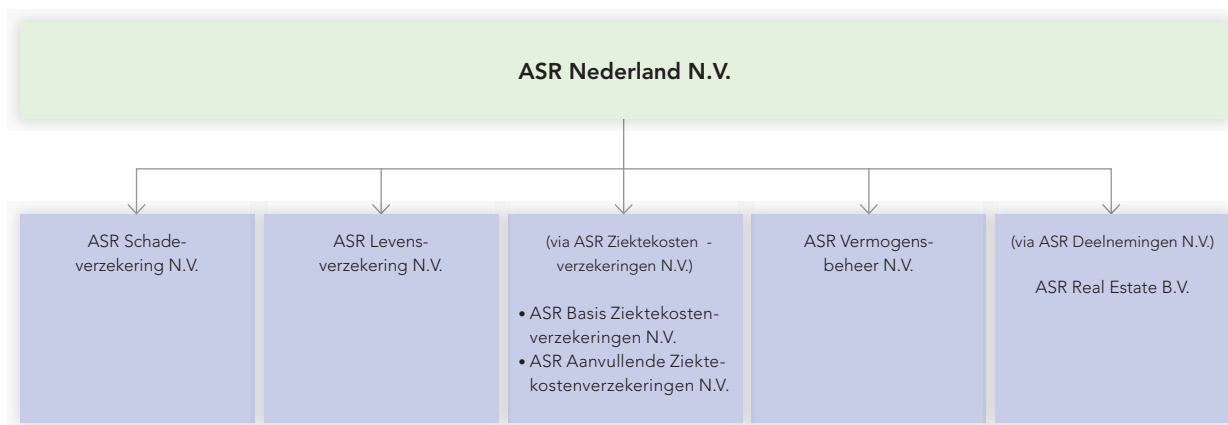 ASR Nederland N.V.
ASR Schade-
verzekering N.V.
ASR Levens-
verzekering N.V.
(via ASR Ziektekosten -
verzekeringen N.V.)
• ASR Basis Ziektekosten-
verzekeringen N.V.
• ASR Aanvullende Ziekte-
kostenverzekeringen N.V.
ASR Vermogens-
beheer N.V.
(via ASR Deelnemingen N.V.)
ASR Real Estate B.V.